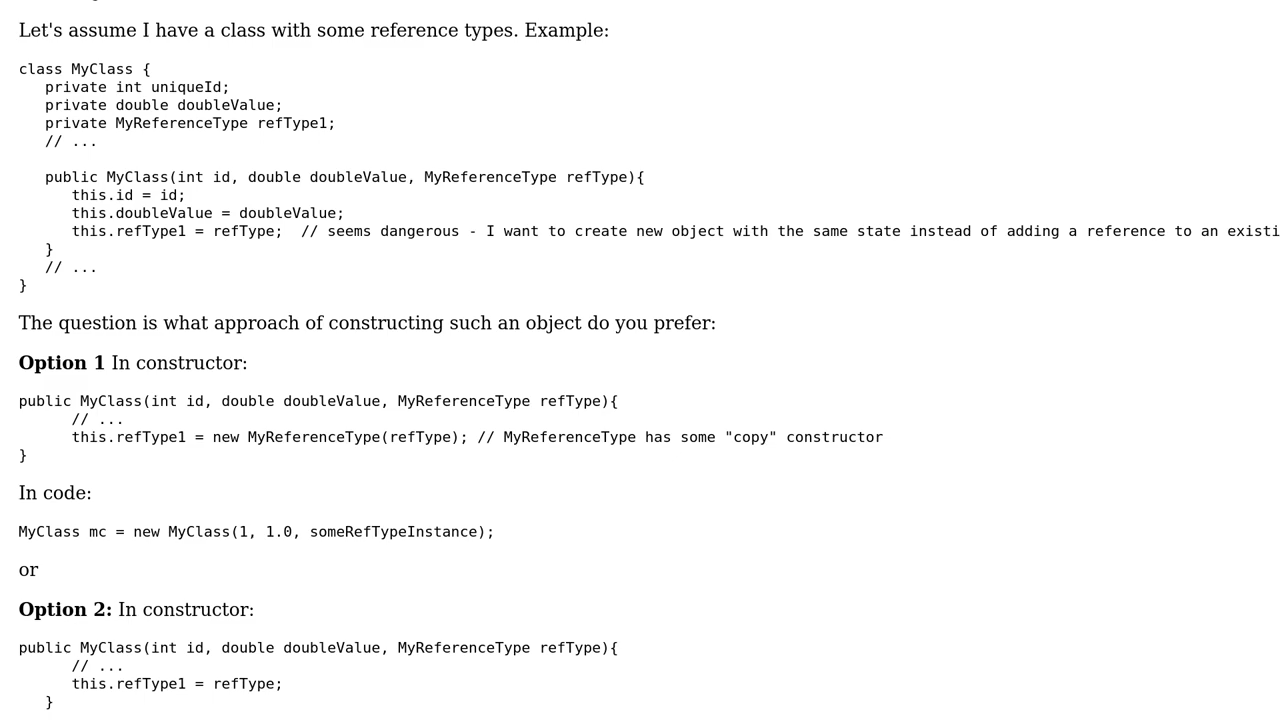 Let's assume I have a class with some reference types. Example:
class MyClass {
   private int uniqueId;
   private double doubleValue;
   private MyReferenceType refType1;
   // ...
   public MyClass(int id, double doubleValue, MyReferenceType refType){
      this.id = id;
      this.doubleValue = doubleValue;
      this.refType1 = refType;  // seems dangerous - I want to create new object with the same state instead of adding a reference to an existi
   }
   // ...
}
The question is what approach of constructing such an object do you prefer:
Option 1 In constructor:
public MyClass(int id, double doubleValue, MyReferenceType refType){
      // ...
      this.refType1 = new MyReferenceType(refType); // MyReferenceType has some "copy" constructor
}
In code:
MyClass mc = new MyClass(1, 1.0, someRefTypeInstance);
or
Option 2: In constructor:
public MyClass(int id, double doubleValue, MyReferenceType refType){
      // ...
      this.refType1 = refType;
   }